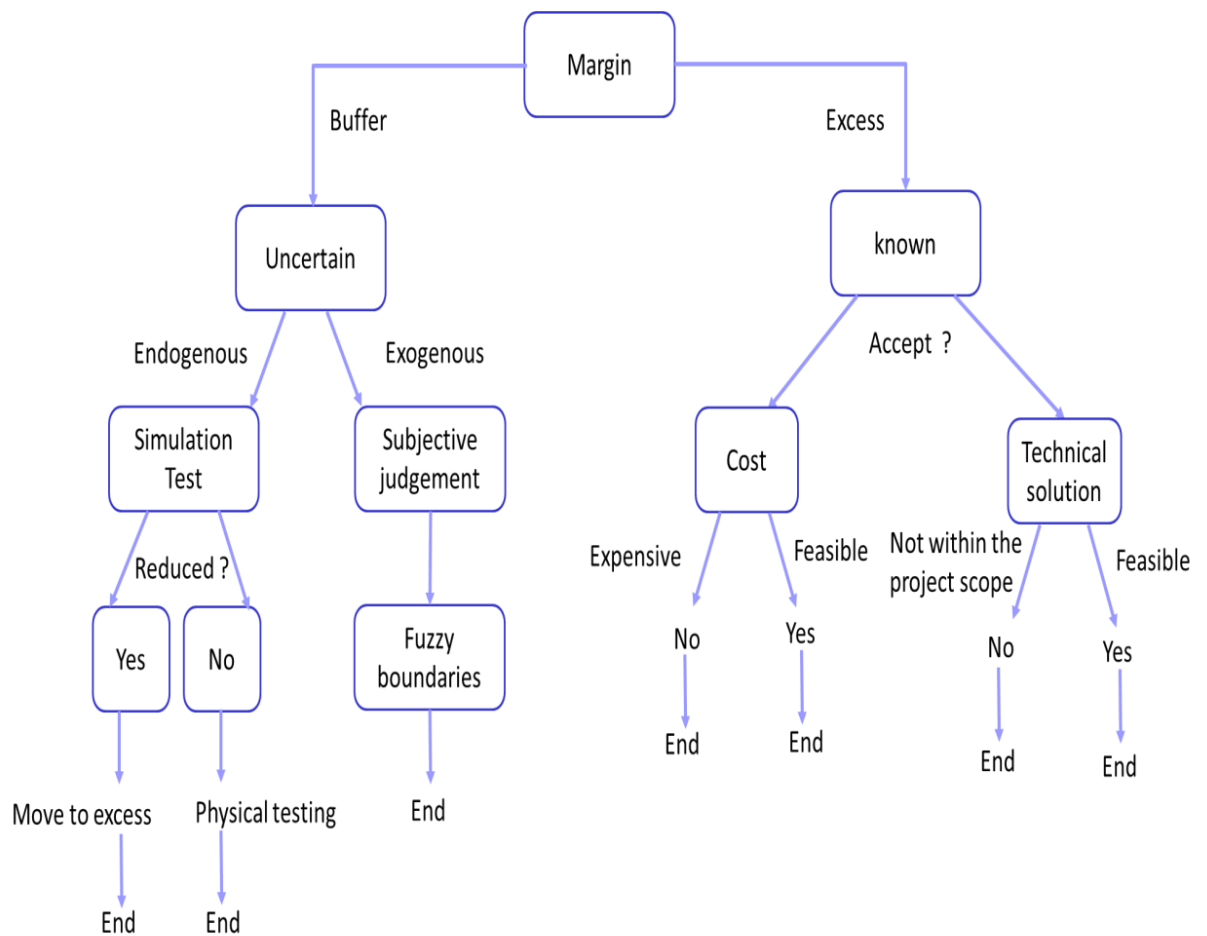 Margin
Buffer
Excess
Uncertain
known
Endogenous
Exogenous
Accept ?
Simulation
Test
Subjective
judgement
Cost
Technical
solution
Reduced ?
Expensive
Feasible
Not within the
project scope
Feasible
Yes
No
Fuzzy
boundaries
No
Yes
No
Yes
End
End
End
End
Move to excess
Physical testing
End
End
End